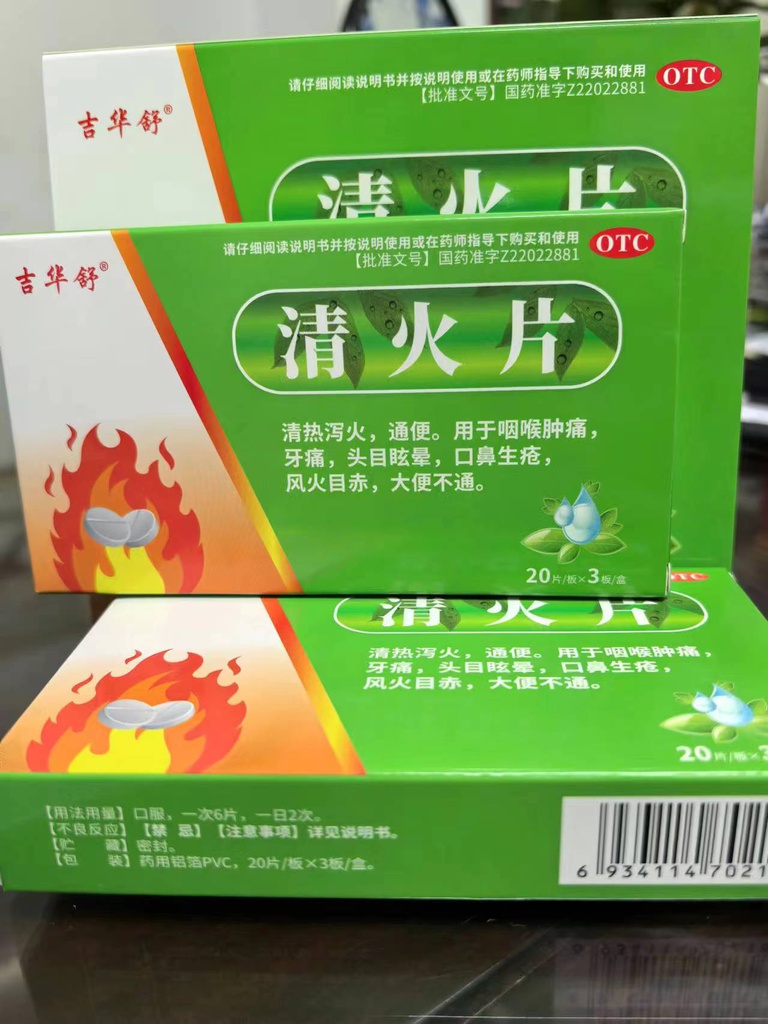 吉华舒®
请仔细阅读说明书并按说明使用或在药师指导下购买和使用
【批准文号】国药准字Z22022881
OTC
清火片
吉华舒®
请仔细阅读说明书并按说明使用或在药师指导下购买和使用
【批准文号】国药准字Z22022881
OTC
清火片
清热泻火，通便。用于咽喉肿痛，
牙痛，头目眩晕，口鼻生疮，
风火目赤，大便不通。
20片/板×3板/盒
OTC
清火片
清热泻火，通便。用于咽喉肿痛，
牙痛，头目眩晕，口鼻生疮，
风火目赤，大便不通。
20片/板×3
【用法用量】口服，一次6片，一日2次。
【不良反应】【禁 忌】【注意事项】详见说明书。
【贮 藏】密封。
【包 装】药用铝箔PVC，20片/板×3板/盒。
6 934114 7021